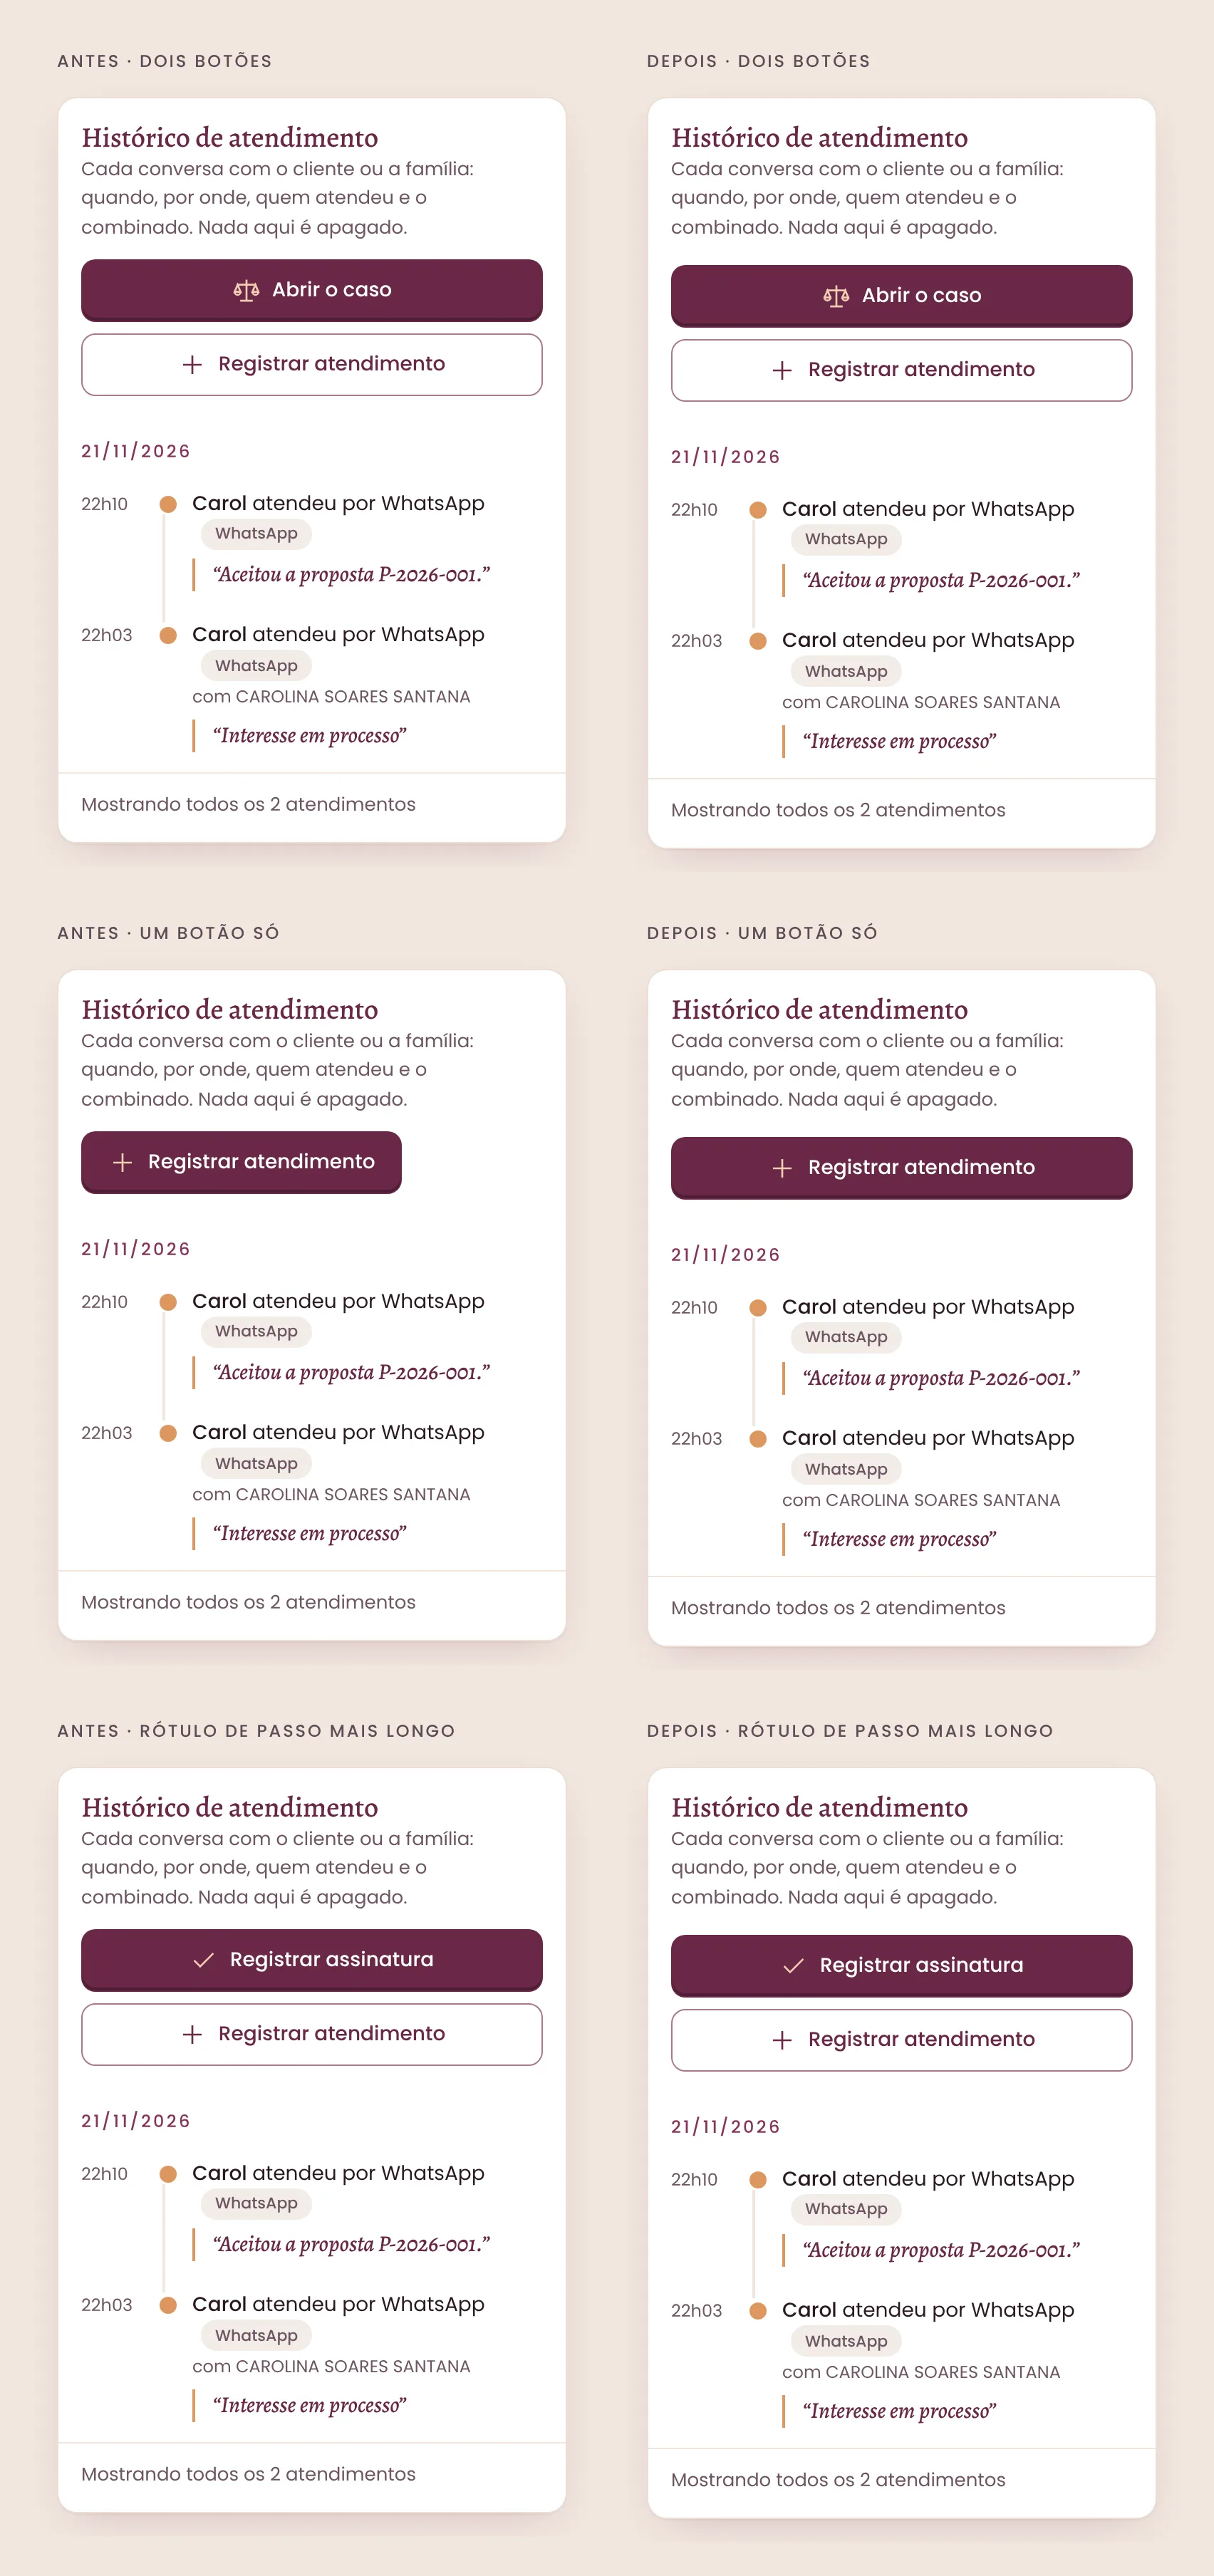 ANTES · DOIS BOTÕES
Histórico de atendimento
Cada conversa com o cliente ou a família:
quando, por onde, quem atendeu e o
combinado. Nada aqui é apagado.
Abrir o caso
Registrar atendimento
21/11/2026
22h10 Carol atendeu por WhatsApp
WhatsApp
“Aceitou a proposta P-2026-001.”
22h03 Carol atendeu por WhatsApp
WhatsApp
com CAROLINA SOARES SANTANA
“Interesse em processo”
Mostrando todos os 2 atendimentos
DEPOIS · DOIS BOTÕES
Histórico de atendimento
Cada conversa com o cliente ou a família:
quando, por onde, quem atendeu e o
combinado. Nada aqui é apagado.
Abrir o caso
Registrar atendimento
21/11/2026
22h10 Carol atendeu por WhatsApp
WhatsApp
“Aceitou a proposta P-2026-001.”
22h03 Carol atendeu por WhatsApp
WhatsApp
com CAROLINA SOARES SANTANA
“Interesse em processo”
Mostrando todos os 2 atendimentos
ANTES · UM BOTÃO SÓ
Histórico de atendimento
Cada conversa com o cliente ou a família:
quando, por onde, quem atendeu e o
combinado. Nada aqui é apagado.
Registrar atendimento
21/11/2026
22h10 Carol atendeu por WhatsApp
WhatsApp
“Aceitou a proposta P-2026-001.”
22h03 Carol atendeu por WhatsApp
WhatsApp
com CAROLINA SOARES SANTANA
“Interesse em processo”
Mostrando todos os 2 atendimentos
DEPOIS · UM BOTÃO SÓ
Histórico de atendimento
Cada conversa com o cliente ou a família:
quando, por onde, quem atendeu e o
combinado. Nada aqui é apagado.
Registrar atendimento
21/11/2026
22h10 Carol atendeu por WhatsApp
WhatsApp
“Aceitou a proposta P-2026-001.”
22h03 Carol atendeu por WhatsApp
WhatsApp
com CAROLINA SOARES SANTANA
“Interesse em processo”
Mostrando todos os 2 atendimentos
ANTES · RÓTULO DE PASSO MAIS LONGO
Histórico de atendimento
Cada conversa com o cliente ou a família:
quando, por onde, quem atendeu e o
combinado. Nada aqui é apagado.
Registrar assinatura
Registrar atendimento
21/11/2026
22h10 Carol atendeu por WhatsApp
WhatsApp
“Aceitou a proposta P-2026-001.”
22h03 Carol atendeu por WhatsApp
WhatsApp
com CAROLINA SOARES SANTANA
“Interesse em processo”
Mostrando todos os 2 atendimentos
DEPOIS · RÓTULO DE PASSO MAIS LONGO
Histórico de atendimento
Cada conversa com o cliente ou a família:
quando, por onde, quem atendeu e o
combinado. Nada aqui é apagado.
Registrar assinatura
Registrar atendimento
21/11/2026
22h10 Carol atendeu por WhatsApp
WhatsApp
“Aceitou a proposta P-2026-001.”
22h03 Carol atendeu por WhatsApp
WhatsApp
com CAROLINA SOARES SANTANA
“Interesse em processo”
Mostrando todos os 2 atendimentos